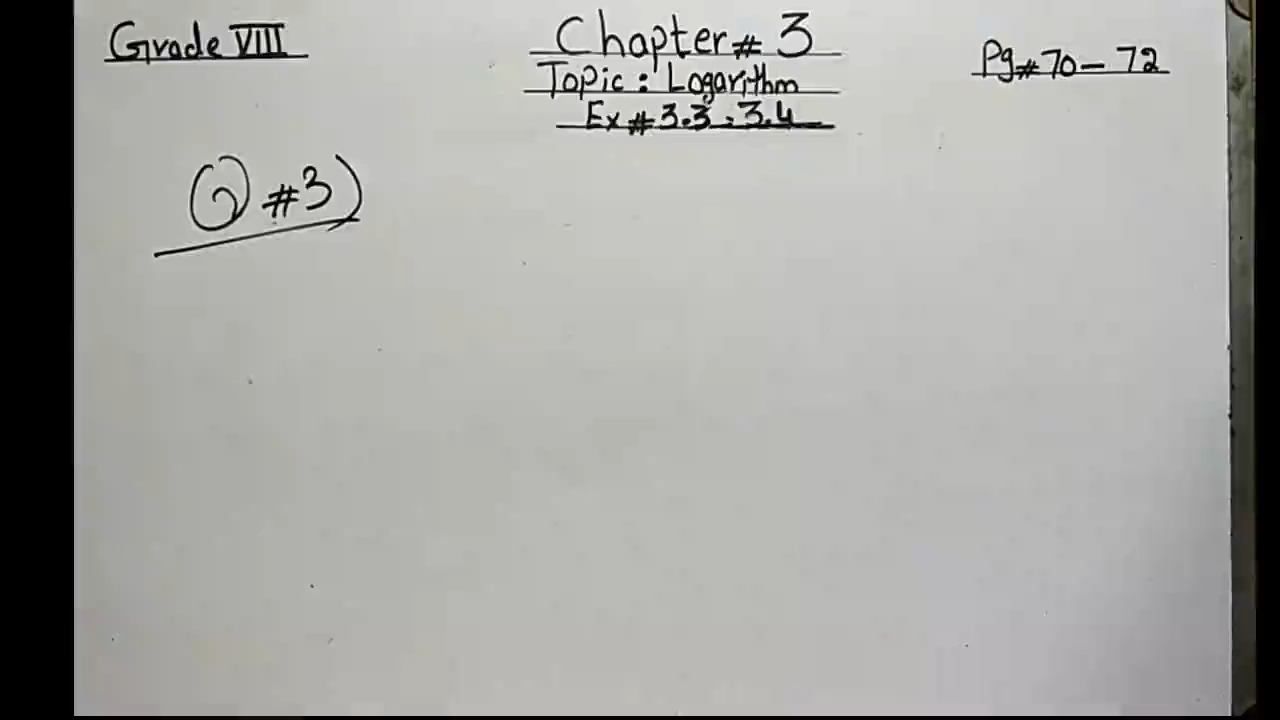 Grade VIII
Chapter# 3
Pg#70-72
Topic: Logarithm
Ex # 3.3, 3.4
Q #3)